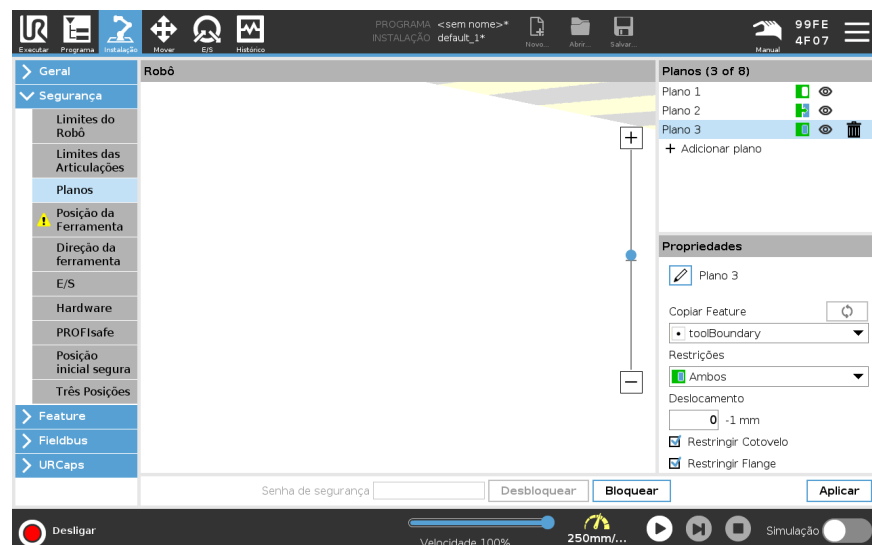 Executar
Programa
Instalação
Mover
E/S
Histórico
PROGRAMA <sem nome>*
INSTALAÇÃO default_1*
Novo...
Abrir...
Salvar...
Manual
99FE
4F07
Geral
Segurança
Limites do
Robô
Limites das
Articulações
Planos
Posição da
Ferramenta
Direção da
ferramenta
E/S
Hardware
PROFIsafe
Posição
inicial segura
Três Posições
Feature
Fieldbus
URCaps
Robô
Planos (3 of 8)
Plano 1
Plano 2
Plano 3
Adicionar plano
Propriedades
Plano 3
Copiar Feature
toolBoundary
Restrições
Ambos
Deslocamento
0 -1 mm
Restringir Cotovelo
Restringir Flange
Senha de segurança
Desbloquear
Bloquear
Aplicar
Desligar
Velocidade 100%
250mm/...
Simulação